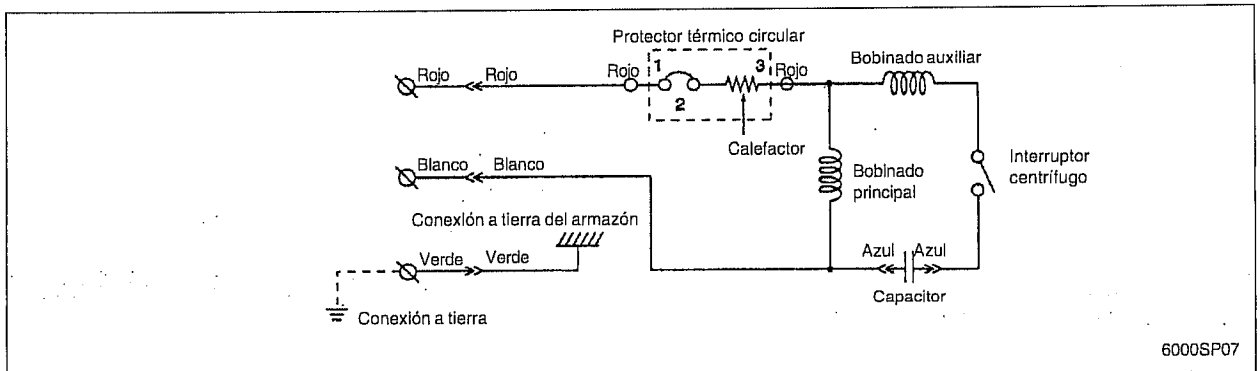 Protector térmico circular
Rojo Rojo Rojo 1 2 3 Rojo
Bobinado auxiliar
Calefactor
Blanco Blanco
Bobinado principal
Interruptor centrífugo
Conexión a tierra del armazón
Verde Verde
Azul Azul
Capacitor
Conexión a tierra
6000SP07